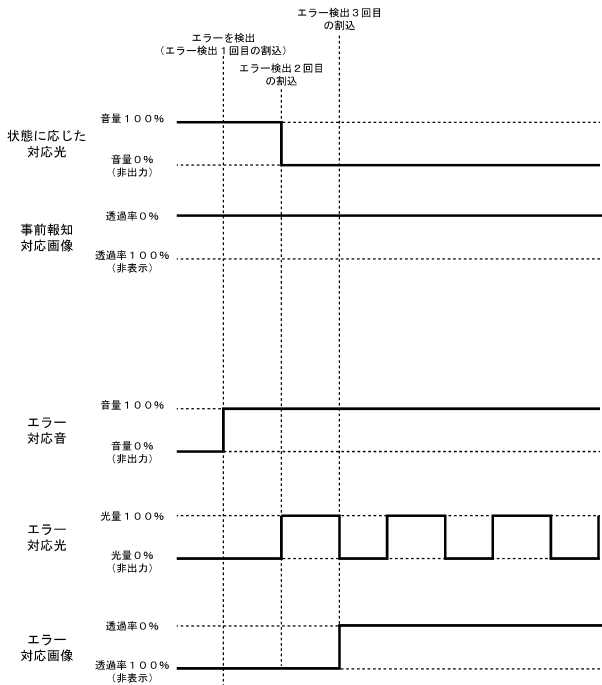 エラー検出３回目
の割込
エラーを検出
（エラー検出１回目の割込）
エラー検出２回目
の割込
状態に応じた
対応光
音量１００％
音量０％
（非出力）
事前報知
対応画像
透過率０％
透過率１００％
（非表示）
エラー
対応音
音量１００％
音量０％
（非出力）
エラー
対応光
光量１００％
光量０％
（非出力）
エラー
対応画像
透過率０％
透過率１００％
（非表示）